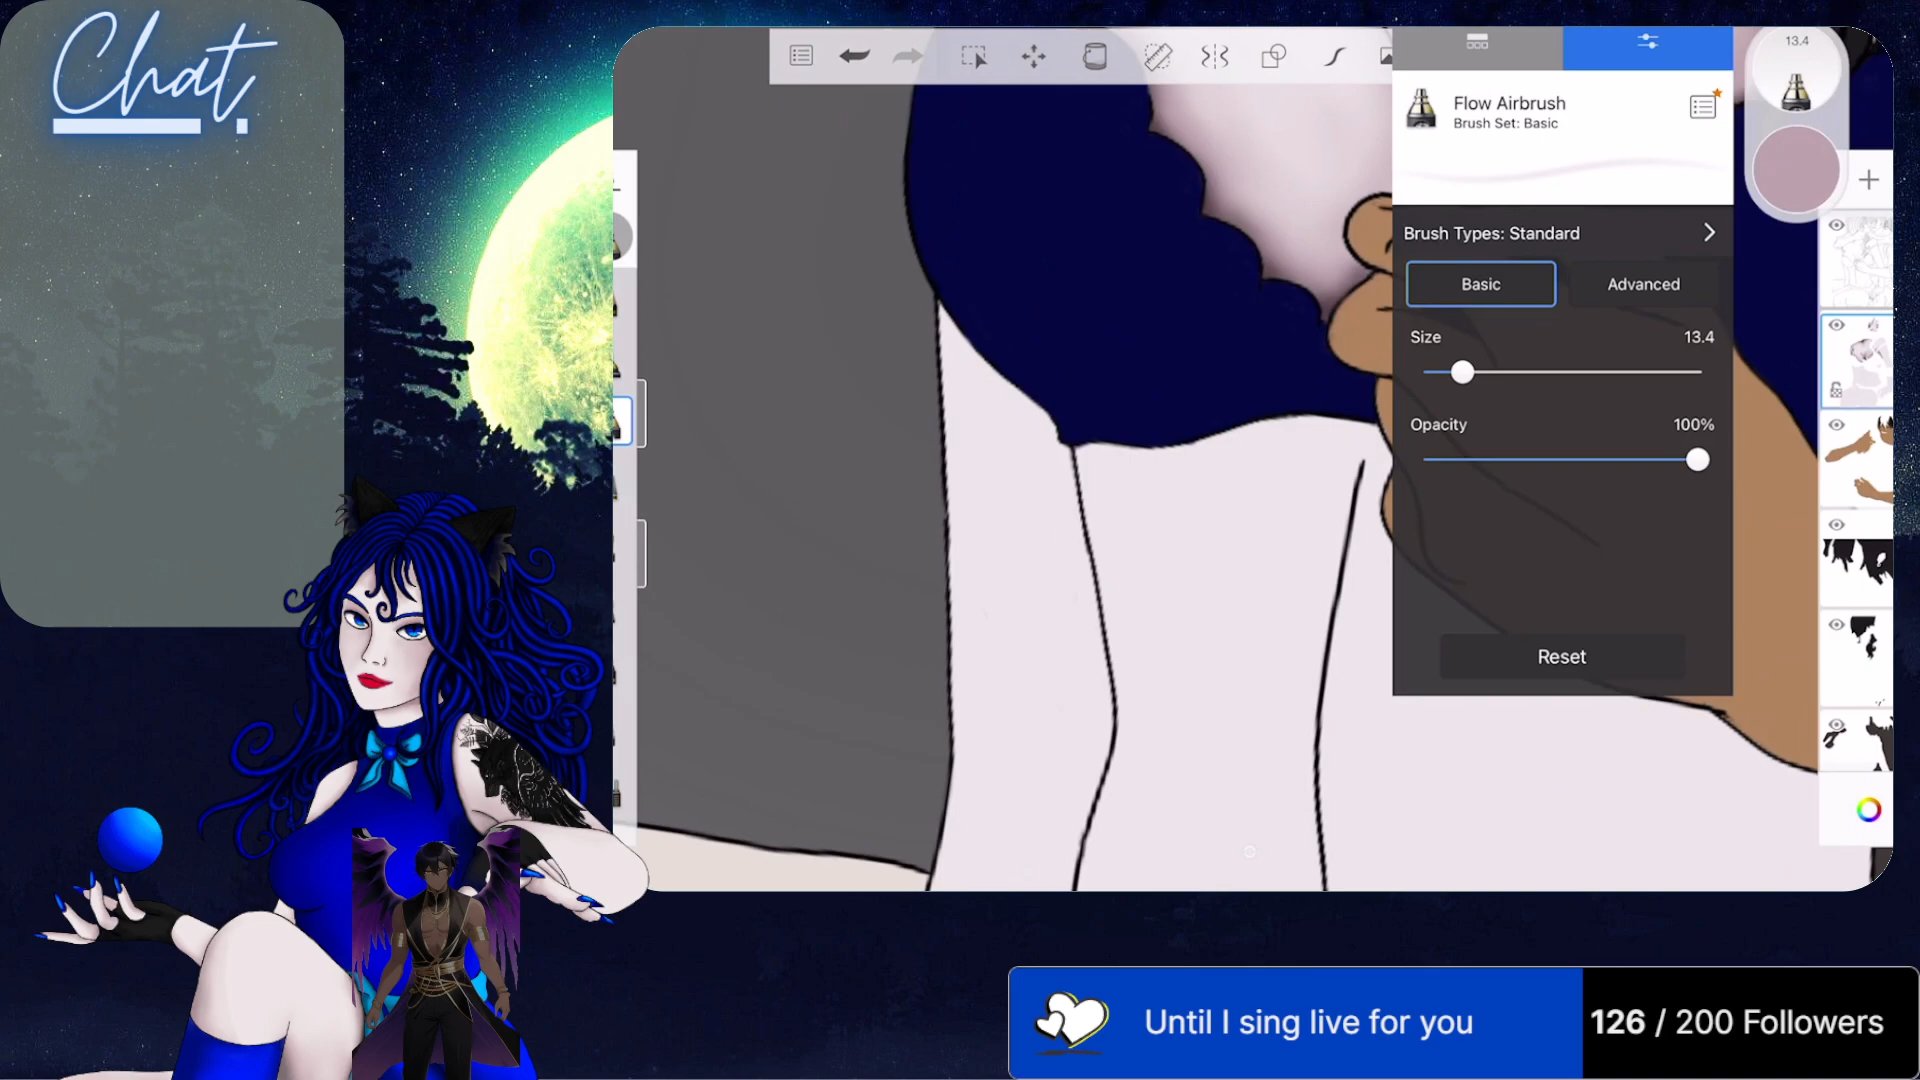 Chat.
13.4
Flow Airbrush
Brush Set: Basic
Brush Types: Standard
Basic
Advanced
Size
13.4
Opacity
100%
Reset
Until I sing live for you
126 / 200 Followers